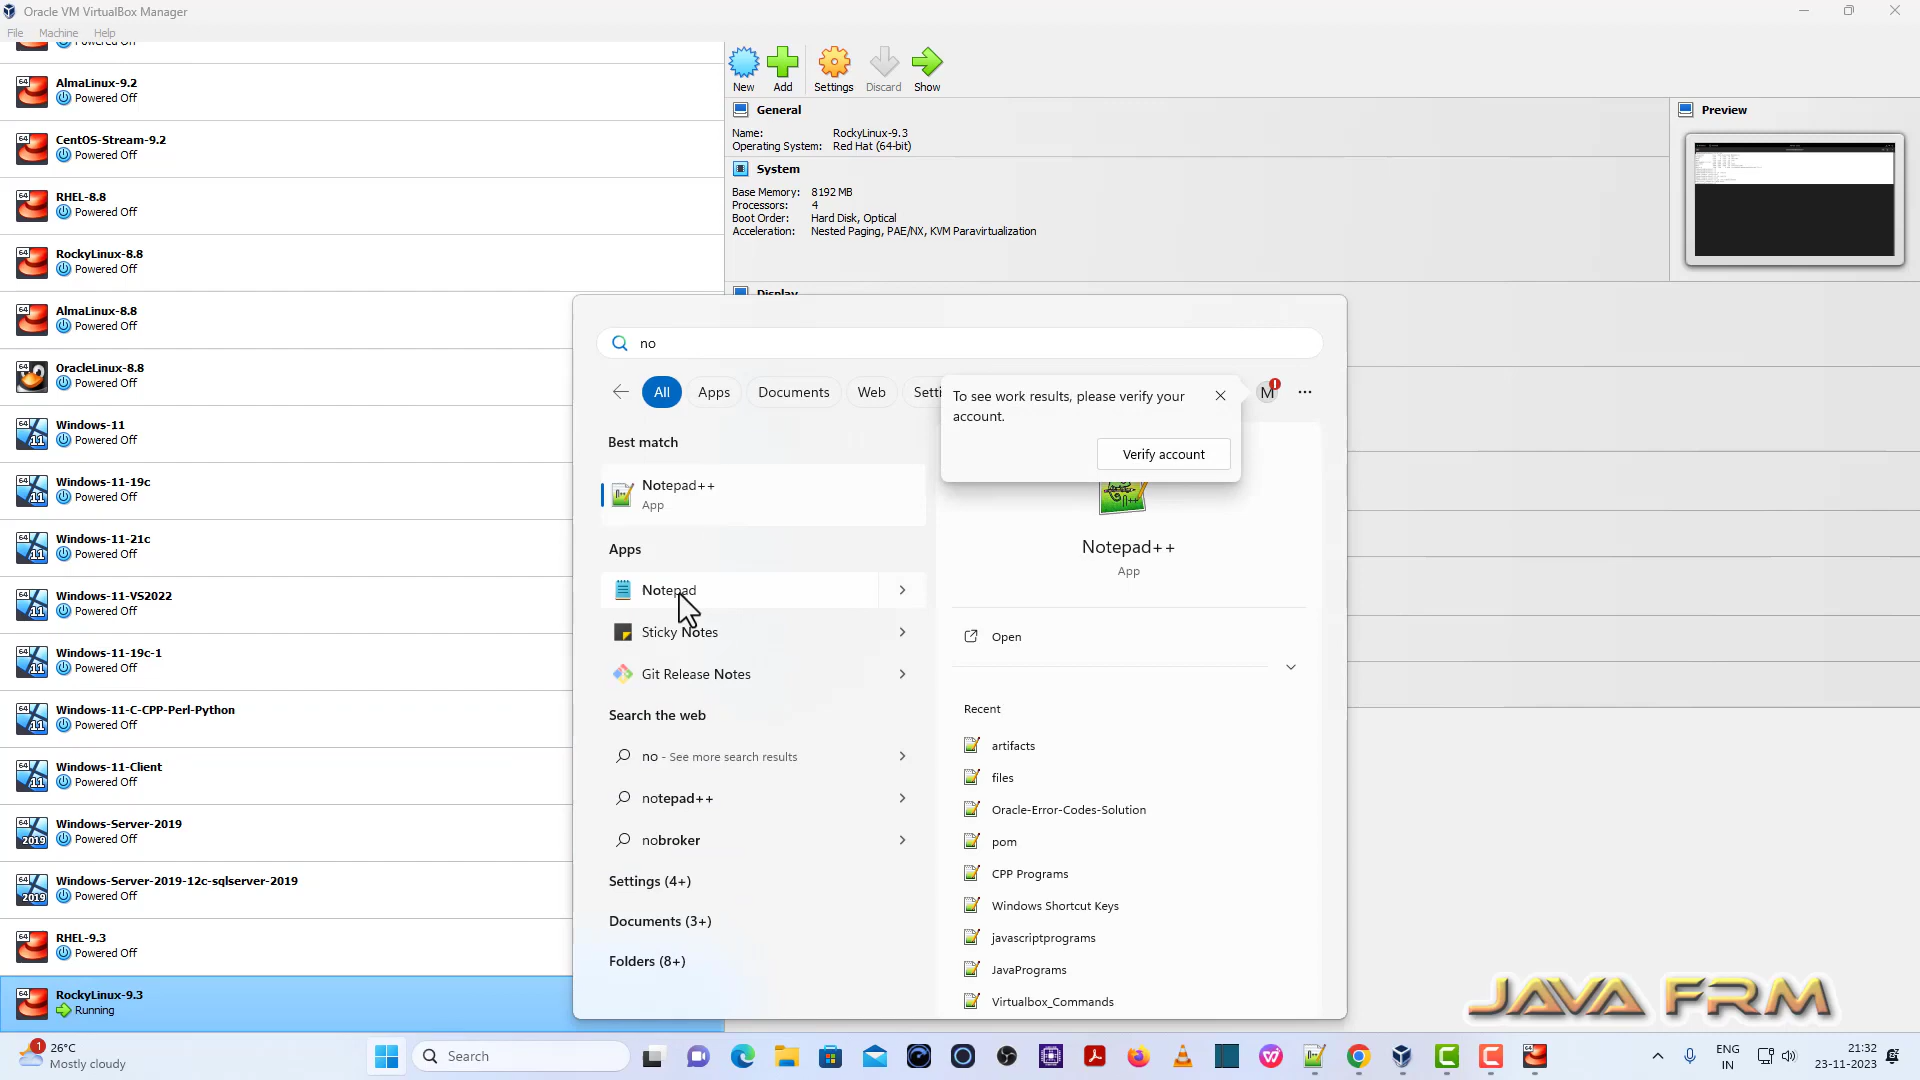 Oracle VM VirtualBox Manager
File Machine Help
Powered Off
AlmaLinux-9.2
Powered Off
CentOS-Stream-9.2
Powered Off
RHEL-8.8
Powered Off
RockyLinux-8.8
Powered Off
AlmaLinux-8.8
Powered Off
OracleLinux-8.8
Powered Off
Windows-11
Powered Off
Windows-11-19c
Powered Off
Windows-11-21c
Powered Off
Windows-11-VS2022
Powered Off
Windows-11-19c-1
Powered Off
Windows-11-C-CPP-Perl-Python
Powered Off
Windows-11-Client
Powered Off
Windows-Server-2019
Powered Off
Windows-Server-2019-12c-sqlserver-2019
Powered Off
RHEL-9.3
Powered Off
RockyLinux-9.3
Running
New Add Settings Discard Show
General
Name: RockyLinux-9.3
Operating System: Red Hat (64-bit)
System
Base Memory: 8192 MB
Processors: 4
Boot Order: Hard Disk, Optical
Acceleration: Nested Paging, PAE/NX, KVM Paravirtualization
Display
Preview
no
All Apps Documents Web Setti
M
To see work results, please verify your
account.
Verify account
Best match
Notepad++
App
Apps
Notepad
Sticky Notes
Git Release Notes
Search the web
no - See more search results
notepad++
nobroker
Settings (4+)
Documents (3+)
Folders (8+)
Notepad++
App
Open
Recent
artifacts
files
Oracle-Error-Codes-Solution
pom
CPP Programs
Windows Shortcut Keys
javascriptprograms
JavaPrograms
Virtualbox_Commands
JAVA FRM
1
26°C
Mostly cloudy
Search
ENG
IN
21:32
23-11-2023